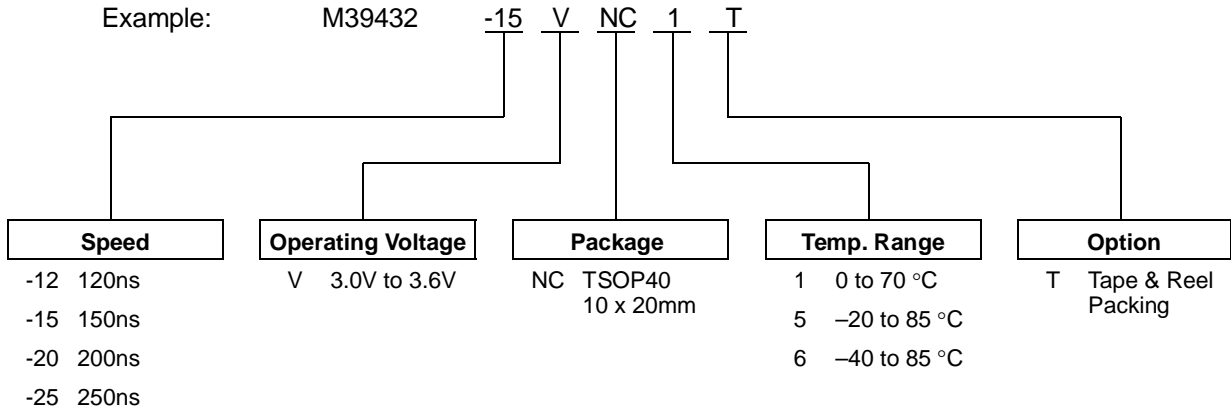 Example: M39432 -15 V NC 1 T
Speed
-12 120ns
-15 150ns
-20 200ns
-25 250ns
Operating Voltage
V 3.0V to 3.6V
Package
NC TSOP40
10 x 20mm
Temp. Range
1 0 to 70 °C
5 –20 to 85 °C
6 –40 to 85 °C
Option
T Tape & Reel
Packing